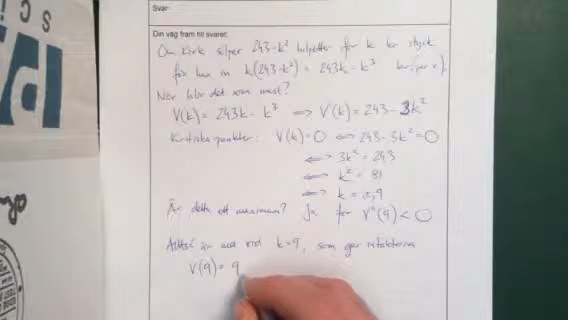 Svar:
Din väg fram till svaret:
Om Kirk säljer 243-k² biljetter för k kr styck
får han in k(243-k²) = 243k - k³ kr
När blir det som mest?
V(k) = 243k - k³ ⟹ V'(k) = 243 - 3k²
Kritiska punkter: V'(k) = 0 ⟺ 243 - 3k² = 0
⟺ 3k² = 243
⟺ k² = 81
⟺ k = ±9
Är detta ett maximum? Ja för V''(9) < 0
Alltså är max vid k=9, som ger intäkterna
V(9) = 9